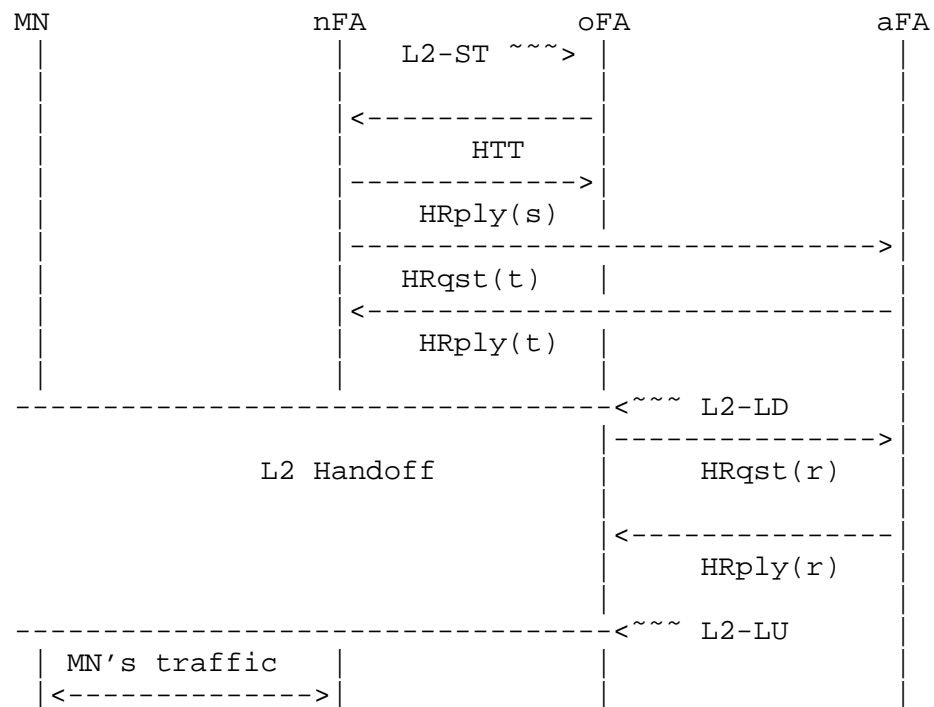 MN nFA oFA aFA
L2-ST ~~~>
<-------------
HTT
------------->
HRply(s)
------------------------------>
HRqst(t)
<------------------------------
HRply(t)
---------------------------------<~~~ L2-LD
--------------->
L2 Handoff HRqst(r)
<---------------
HRply(r)
---------------------------------<~~~ L2-LU
MN's traffic
<-------------->